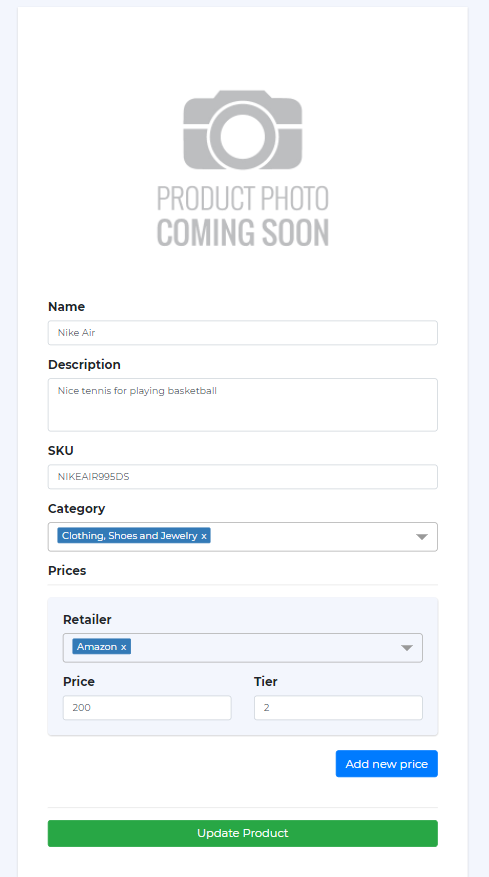 PRODUCT PHOTO
COMING SOON
Name
Nike Air
Description
Nice tennis for playing basketball
SKU
NIKEAIR995DS
Category
Clothing, Shoes and Jewelry x
Prices
Retailer
Amazon x
Price Tier
200 2
Add new price
Update Product